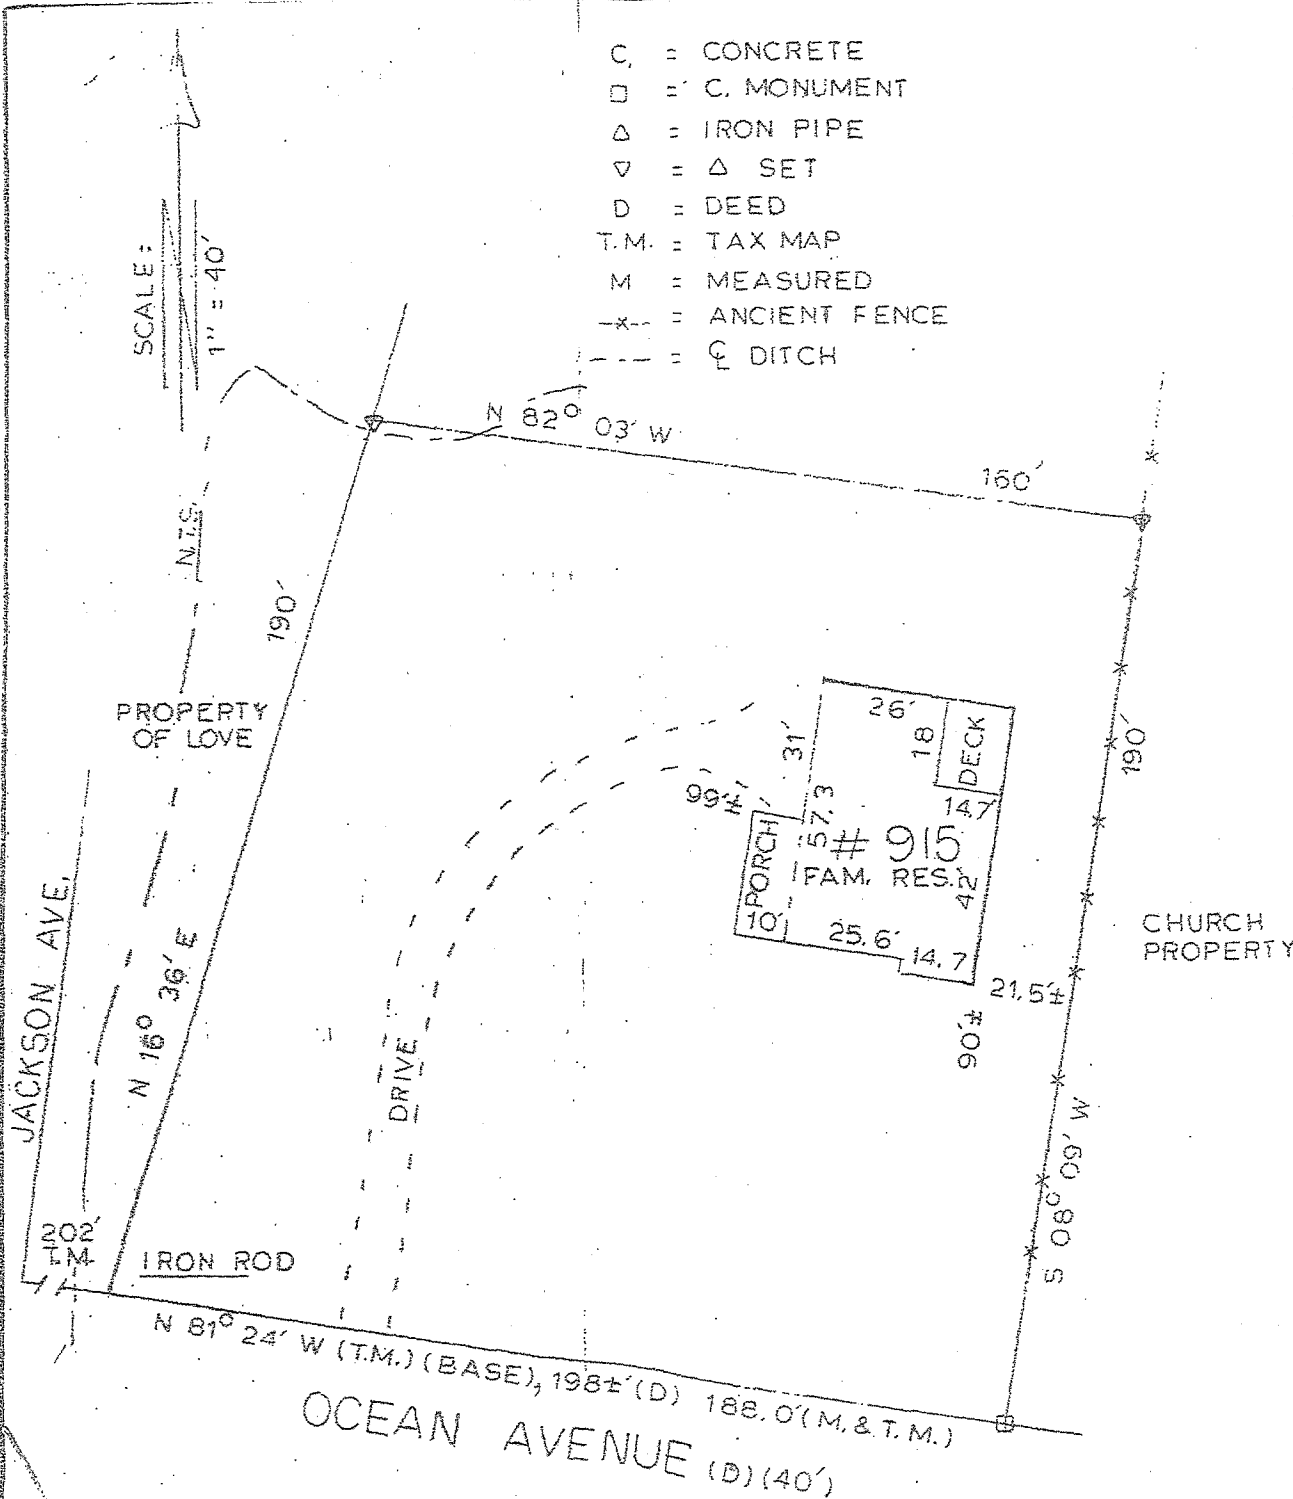 C, = CONCRETE
□ = C. MONUMENT
△ = IRON PIPE
▽ = △ SET
D = DEED
T.M. = TAX MAP
M = MEASURED
—x-- = ANCIENT FENCE
---- = ℄ DITCH
SCALE:
1" = 40'
N 82° 03' W
160'
N.T.S.
190'
PROPERTY
OF LOVE
26'
31'
18
DECK
190'
99'±
57.3
14.7'
PORCH
# 915
FAM. RES.
42'
10'
25.6'
14.7
CHURCH
PROPERTY
21.5'±
90'±
JACKSON AVE.
N 16° 36' E
DRIVE
S 08° 09' W
202'
T.M.
IRON ROD
N 81° 24' W (T.M.) (BASE), 198±'(D) 188.0'(M. & T.M.)
OCEAN AVENUE (D) (40')